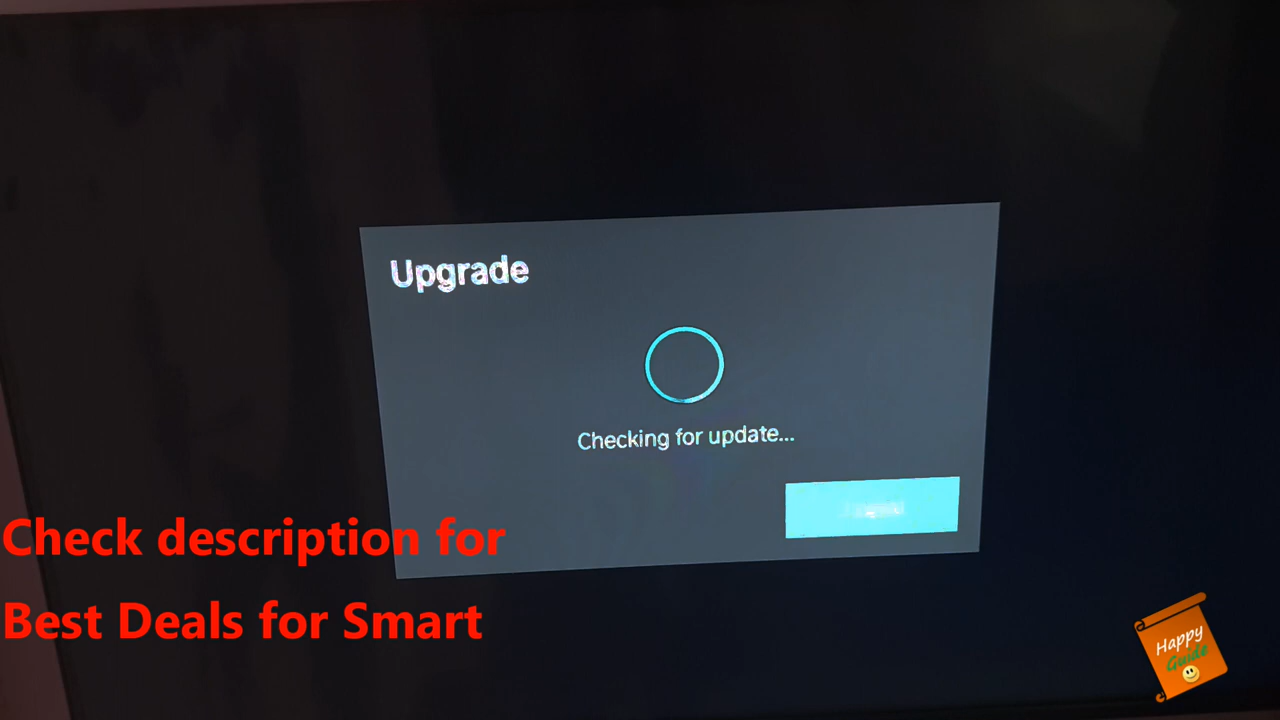 Upgrade
Checking for update...
Check description for
Best Deals for Smart
Happy
Guide